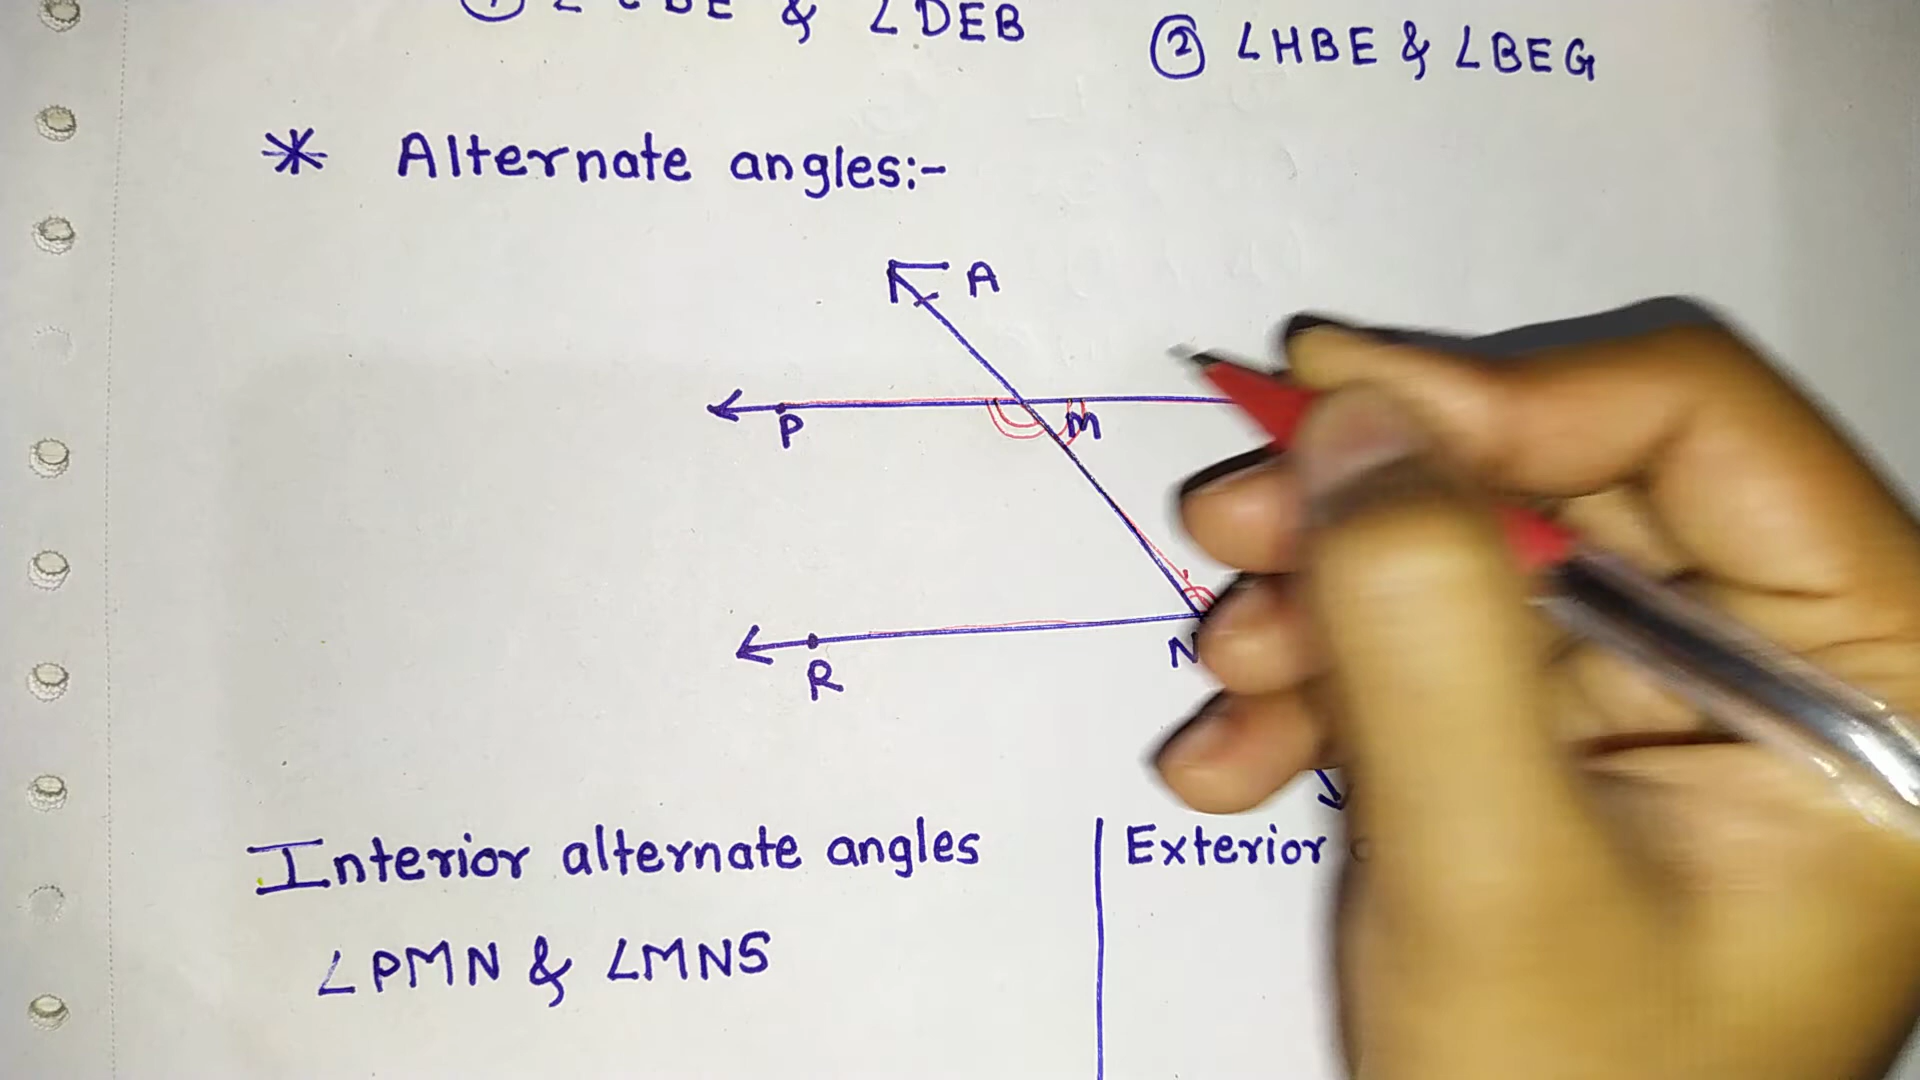 & ∠DEB
② ∠HBE & ∠BEG
* Alternate angles:-
A
P
M
R
N
Interior alternate angles
Exterior
∠PMN & ∠MNS